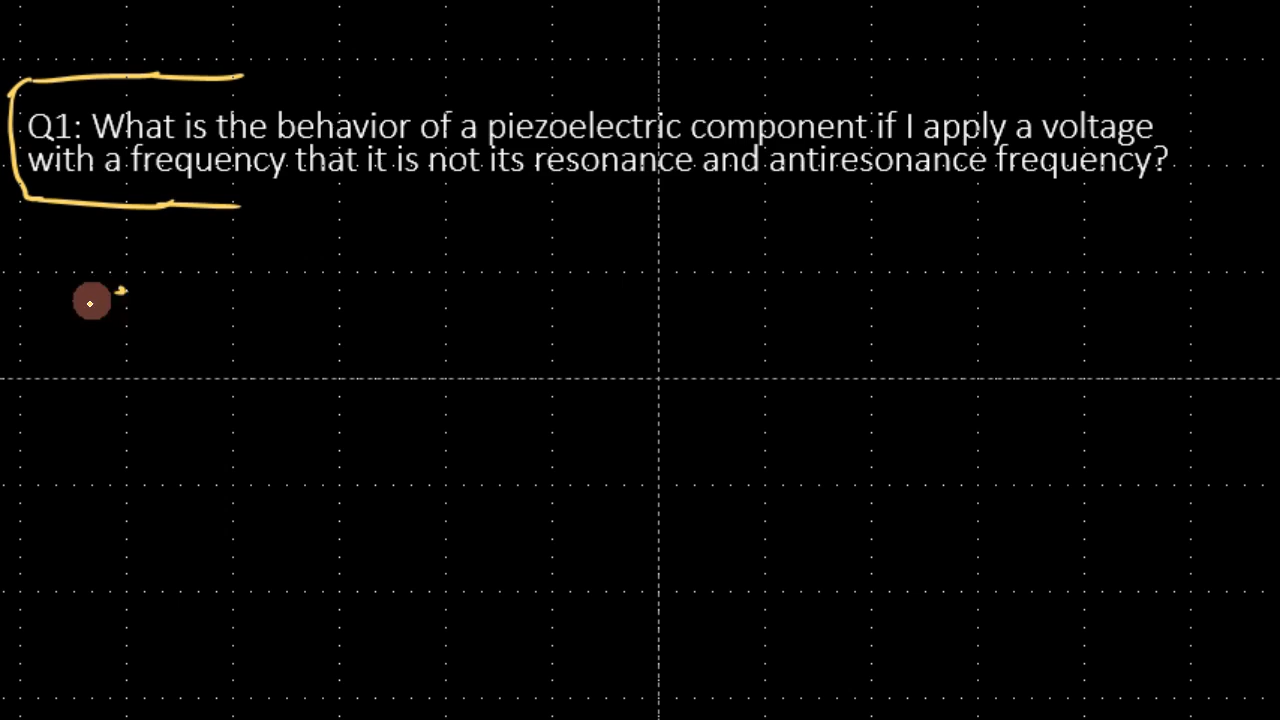 Q1: What is the behavior of a piezoelectric component if I apply a voltage
with a frequency that it is not its resonance and antiresonance frequency?